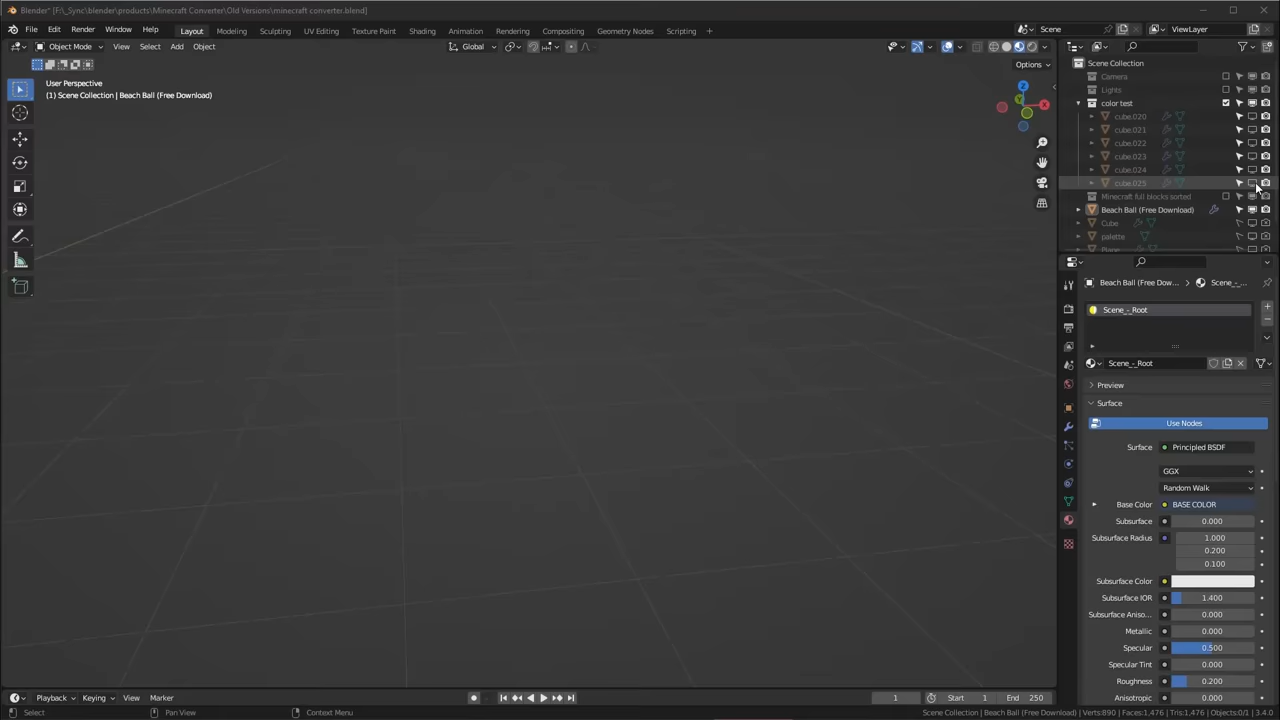 Blender* [F:\_Sync\blender\products\Minecraft Converter\Old Versions\minecraft converter.blend]
File Edit Render Window Help Layout Modeling Sculpting UV Editing Texture Paint Shading Animation Rendering Compositing Geometry Nodes Scripting Scene ViewLayer
Object Mode View Select Add Object Global
Options
User Perspective
(1) Scene Collection | Beach Ball (Free Download)
Z
X
Y
Scene Collection
Camera
Lights
color test
cube.020
cube.021
cube.022
cube.023
cube.024
cube.025
Minecraft full blocks sorted
Beach Ball (Free Download)
Cube
palette
Plane
Beach Ball (Free Dow... Scene_-_...
Scene_-_Root
Scene_-_Root
Preview
Surface
Use Nodes
Surface Principled BSDF
GGX
Random Walk
Base Color BASE COLOR
Subsurface 0.000
Subsurface Radius 1.000
0.200
0.100
Subsurface Color
Subsurface IOR 1.400
Subsurface Aniso... 0.000
Metallic 0.000
Specular 0.500
Specular Tint 0.000
Roughness 0.200
Anisotropic 0.000
Playback Keying View Marker 1 Start 1 End 250
Select Pan View Context Menu Scene Collection | Beach Ball (Free Download) | Verts:890 | Faces:1,476 | Tris:1,476 | Objects:0/1 | 3.4.0